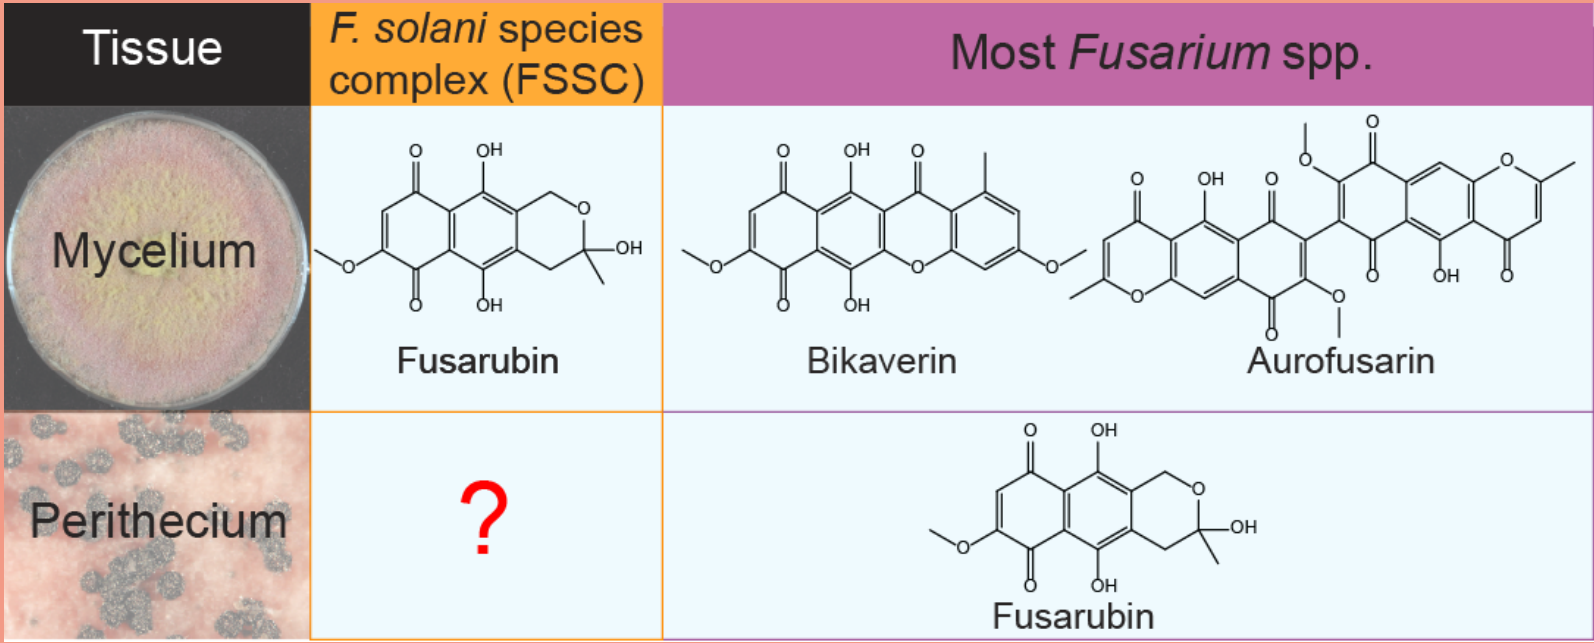 Tissue
F. solani species
complex (FSSC)
Most Fusarium spp.
Mycelium
O
OH
O
O
O
OH
OH
Fusarubin
O
OH
O
O
O
OH
O
O
Bikaverin
O
OH
O
O
O
O
O
O
O
O
O
OH
O
Aurofusarin
Perithecium
?
O
OH
O
O
O
OH
OH
Fusarubin